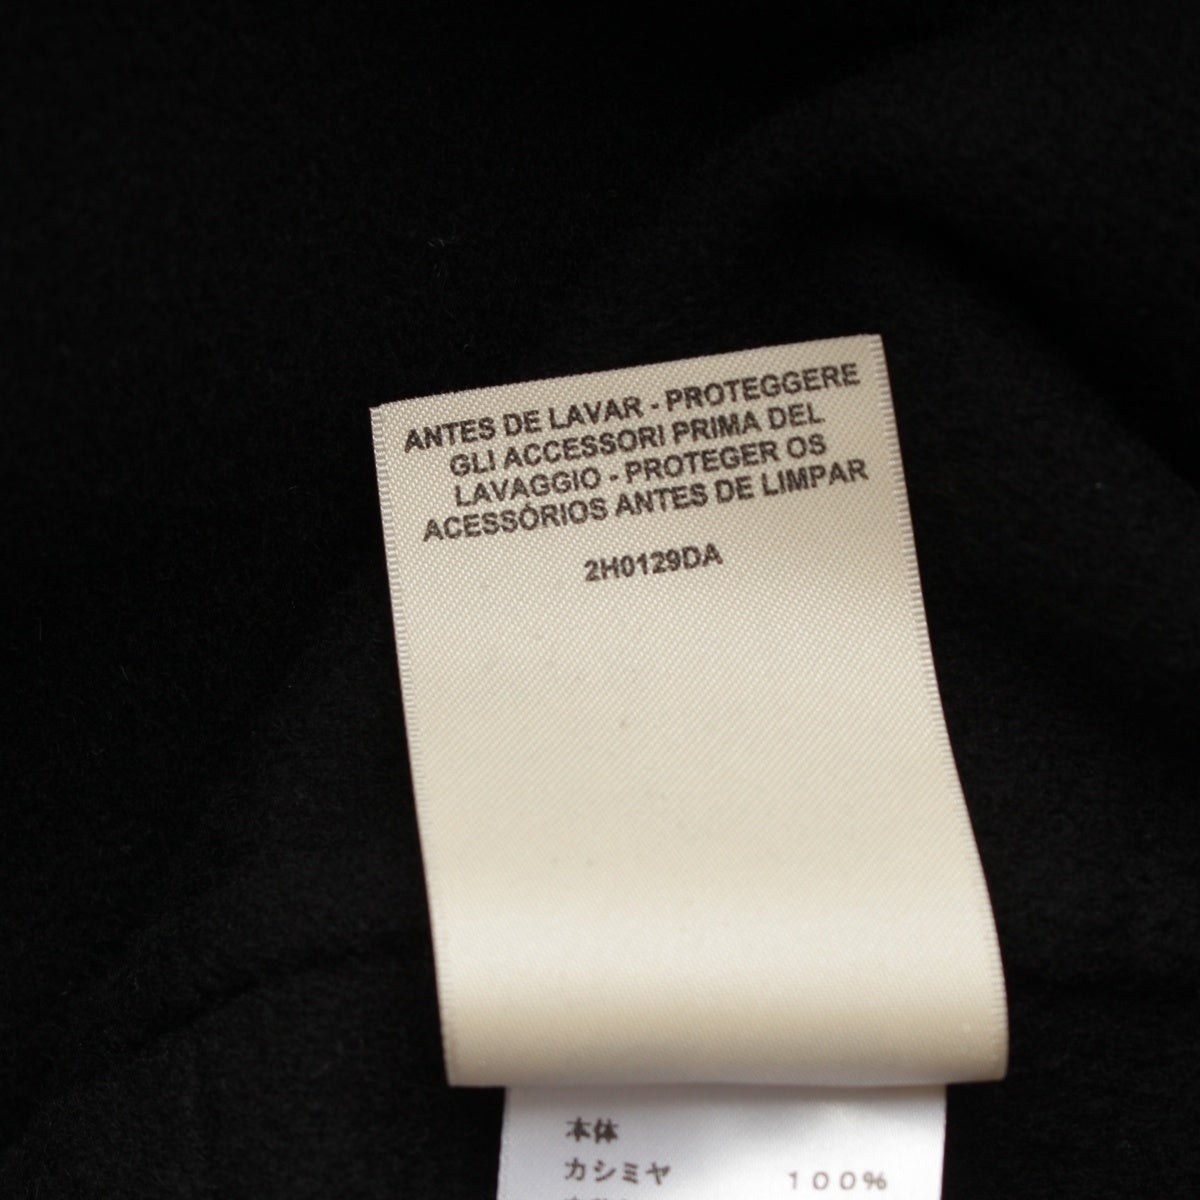 ANTES DE LAVAR - PROTEGGERE
GLI ACCESSORI PRIMA DEL
LAVAGGIO - PROTEGER OS
ACESSÓRIOS ANTES DE LIMPAR
2H0129DA
本体
カシミヤ 100%